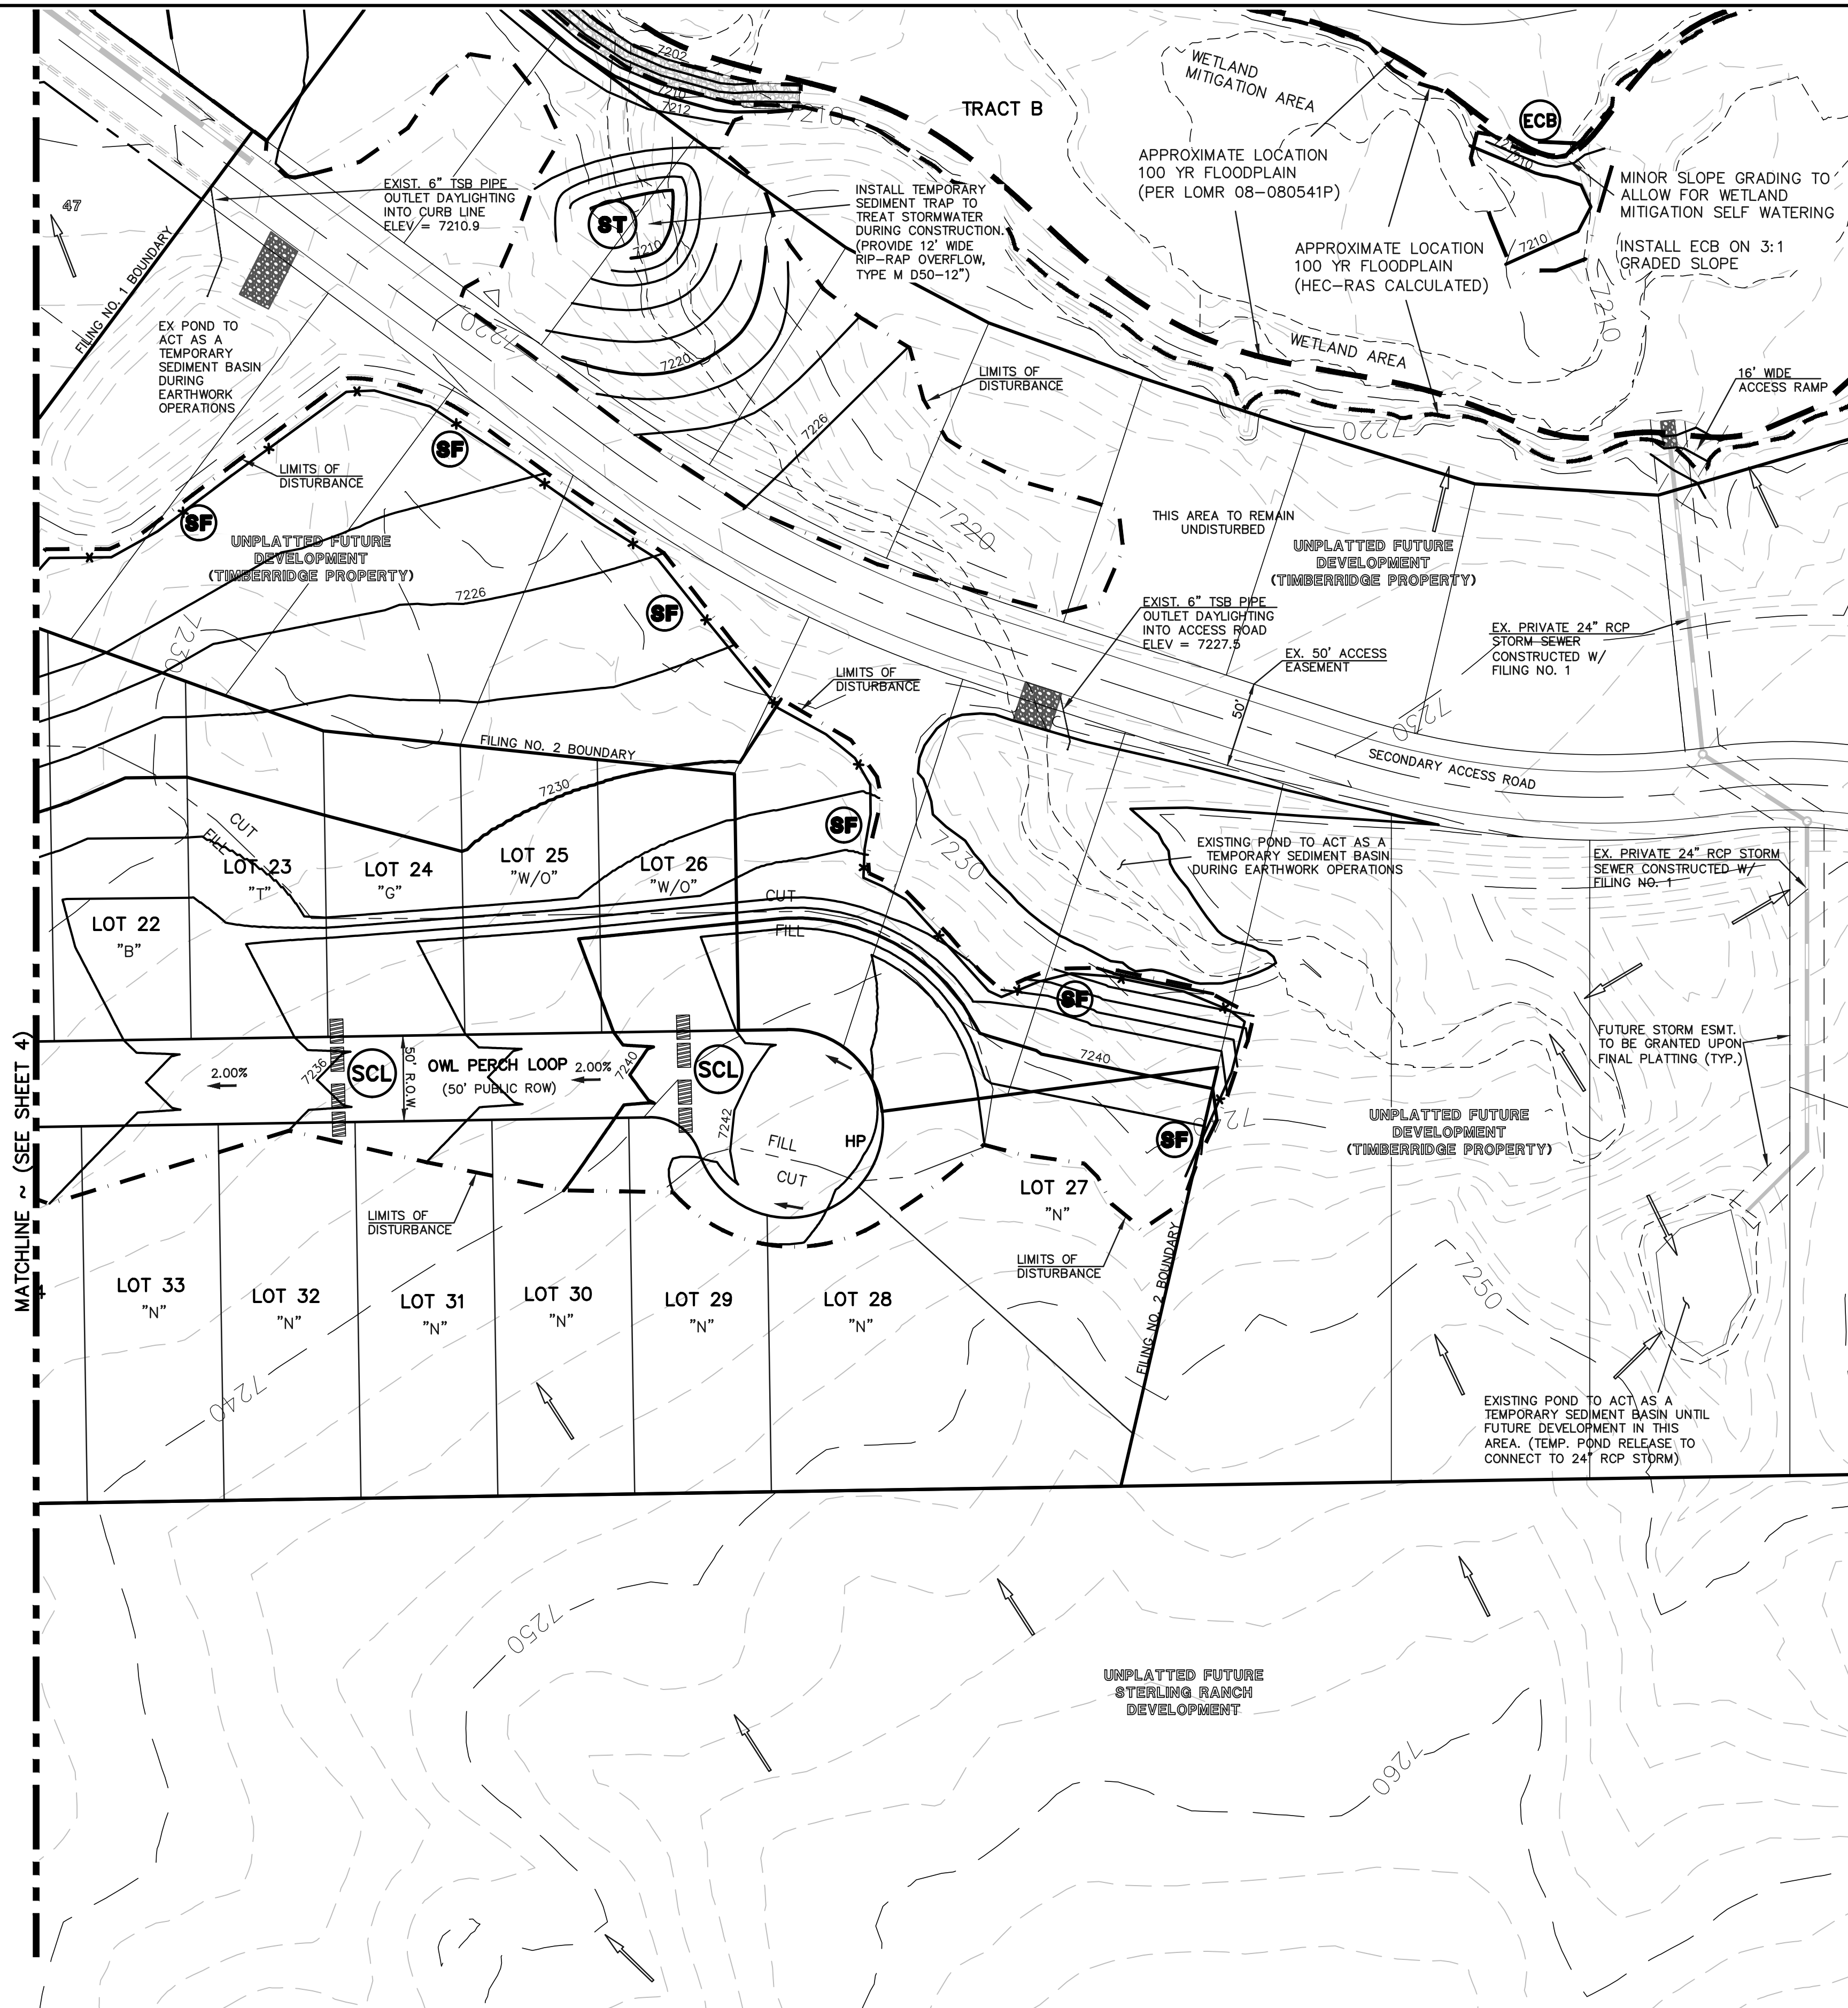 7202
7210
7212
7210
TRACT B
WETLAND
MITIGATION AREA
ECB
7210
MINOR SLOPE GRADING TO
ALLOW FOR WETLAND
MITIGATION SELF WATERING
INSTALL ECB ON 3:1
GRADED SLOPE
7210
7210
APPROXIMATE LOCATION
100 YR FLOODPLAIN
(PER LOMR 08-080541P)
APPROXIMATE LOCATION
100 YR FLOODPLAIN
(HEC-RAS CALCULATED)
47
EXIST. 6" TSB PIPE
OUTLET DAYLIGHTING
INTO CURB LINE
ELEV = 7210.9
ST
7210
INSTALL TEMPORARY
SEDIMENT TRAP TO
TREAT STORMWATER
DURING CONSTRUCTION.
(PROVIDE 12' WIDE
RIP-RAP OVERFLOW,
TYPE M D50-12")
FILING NO. 1 BOUNDARY
EX POND TO
ACT AS A
TEMPORARY
SEDIMENT BASIN
DURING
EARTHWORK
OPERATIONS
7220
7220
WETLAND AREA
LIMITS OF
DISTURBANCE
16' WIDE
ACCESS RAMP
7226
7220
SF
LIMITS OF
DISTURBANCE
SF
UNPLATTED FUTURE
DEVELOPMENT
(TIMBERRIDGE PROPERTY)
7220
THIS AREA TO REMAIN
UNDISTURBED
UNPLATTED FUTURE
DEVELOPMENT
(TIMBERRIDGE PROPERTY)
7226
7230
SF
EXIST. 6" TSB PIPE
OUTLET DAYLIGHTING
INTO ACCESS ROAD
ELEV = 7227.5
EX. PRIVATE 24" RCP
STORM SEWER
CONSTRUCTED W/
FILING NO. 1
EX. 50' ACCESS
EASEMENT
LIMITS OF
DISTURBANCE
50'
7230
SECONDARY ACCESS ROAD
FILING NO. 2 BOUNDARY
7230
CUT
FILL
SF
7230
EXISTING POND TO ACT AS A
TEMPORARY SEDIMENT BASIN
DURING EARTHWORK OPERATIONS
EX. PRIVATE 24" RCP STORM
SEWER CONSTRUCTED W/
FILING NO. 1
LOT 22
"B"
LOT 23
"T"
LOT 24
"G"
LOT 25
"W/O"
LOT 26
"W/O"
CUT
FILL
SF
MATCHLINE ~ (SEE SHEET 4)
2.00%
7236
SCL
50' R.O.W.
OWL PERCH LOOP
(50' PUBLIC ROW)
2.00%
7240
SCL
7242
FILL
CUT
HP
7240
SF
FUTURE STORM ESMT.
TO BE GRANTED UPON
FINAL PLATTING (TYP.)
UNPLATTED FUTURE
DEVELOPMENT
(TIMBERRIDGE PROPERTY)
LIMITS OF
DISTURBANCE
LOT 27
"N"
LIMITS OF
DISTURBANCE
FILING NO. 2 BOUNDARY
LOT 33
"N"
LOT 32
"N"
LOT 31
"N"
LOT 30
"N"
LOT 29
"N"
LOT 28
"N"
7250
7240
EXISTING POND TO ACT AS A
TEMPORARY SEDIMENT BASIN UNTIL
FUTURE DEVELOPMENT IN THIS
AREA. (TEMP. POND RELEASE TO
CONNECT TO 24" RCP STORM)
7250
UNPLATTED FUTURE
STERLING RANCH
DEVELOPMENT
7260